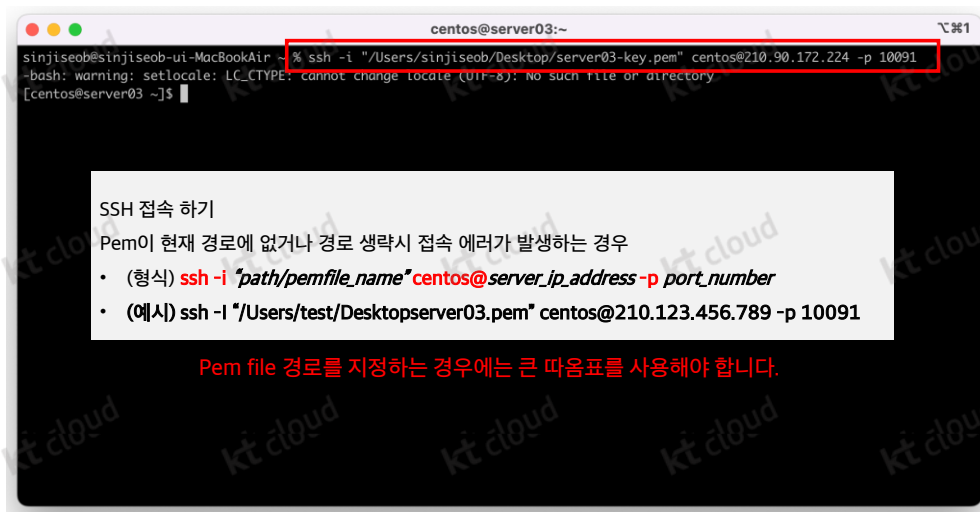 centos@server03:~
⌥⌘1
sinjiseob@sinjiseob-ui-MacBookAir ~ % ssh -i "/Users/sinjiseob/Desktop/server03-key.pem" centos@210.90.172.224 -p 10091
-bash: warning: setlocale: LC_CTYPE: cannot change locale (UTF-8): No such file or directory
[centos@server03 ~]$
SSH 접속 하기
Pem이 현재 경로에 없거나 경로 생략시 접속 에러가 발생하는 경우
• (형식) ssh -i “path/pemfile_name” centos@server_ip_address -p port_number
• (예시) ssh -I “/Users/test/Desktopserver03.pem” centos@210.123.456.789 -p 10091
Pem file 경로를 지정하는 경우에는 큰 따옴표를 사용해야 합니다.
kt cloud